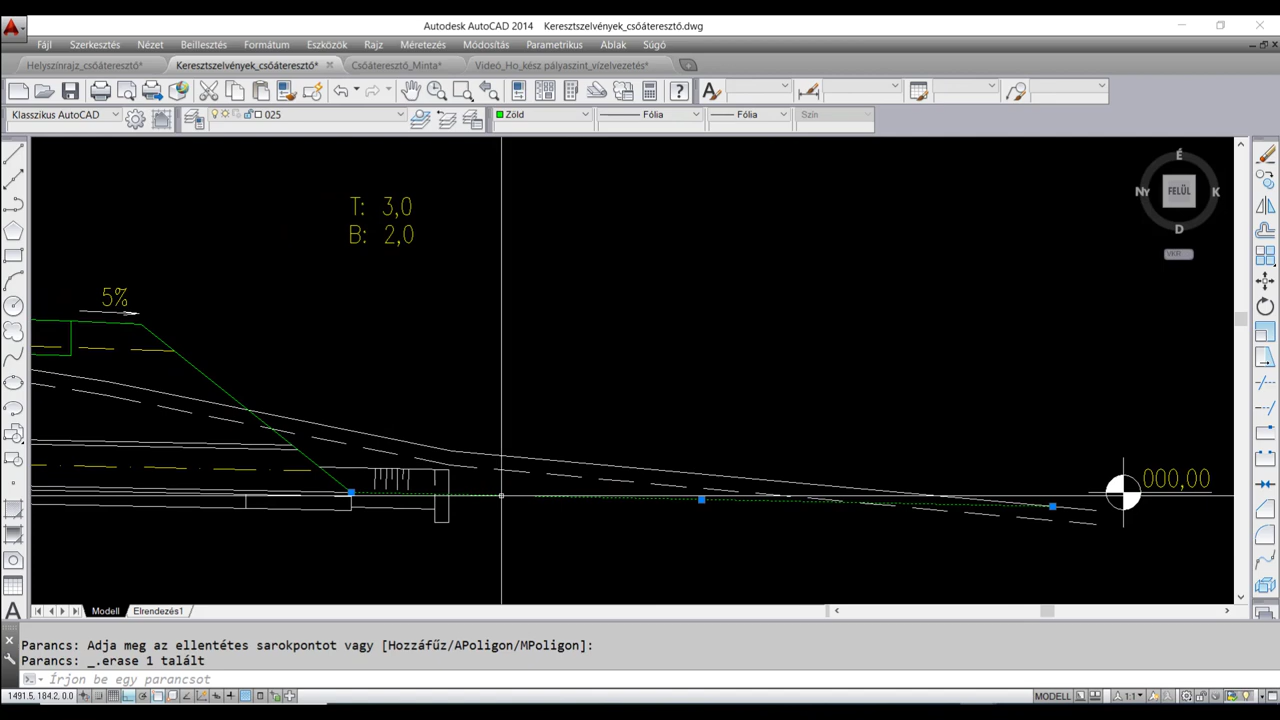 Autodesk AutoCAD 2014 Keresztszelvények_csőáteresztő.dwg
Fájl Szerkesztés Nézet Beillesztés Formátum Eszközök Rajz Méretezés Módosítás Parametrikus Ablak Súgó
Helyszínrajz_csőáteresztő* Keresztszelvények_csőáteresztő* Csőáteresztő_Minta* Videó_Ho_kész pályaszint_vízelvezetés*
Klasszikus AutoCAD 025 Zöld Fólia Fólia Szín
É
NY FELÜL K
D
VKR
T: 3,0
B: 2,0
5%
000,00
Modell Elrendezés1
Parancs: Adja meg az ellentétes sarokpontot vagy [Hozzáfűz/APoligon/MPoligon]:
Parancs: _.erase 1 talált
Írjon be egy parancsot
1491.5, 184.2, 0.0 MODELL 1:1